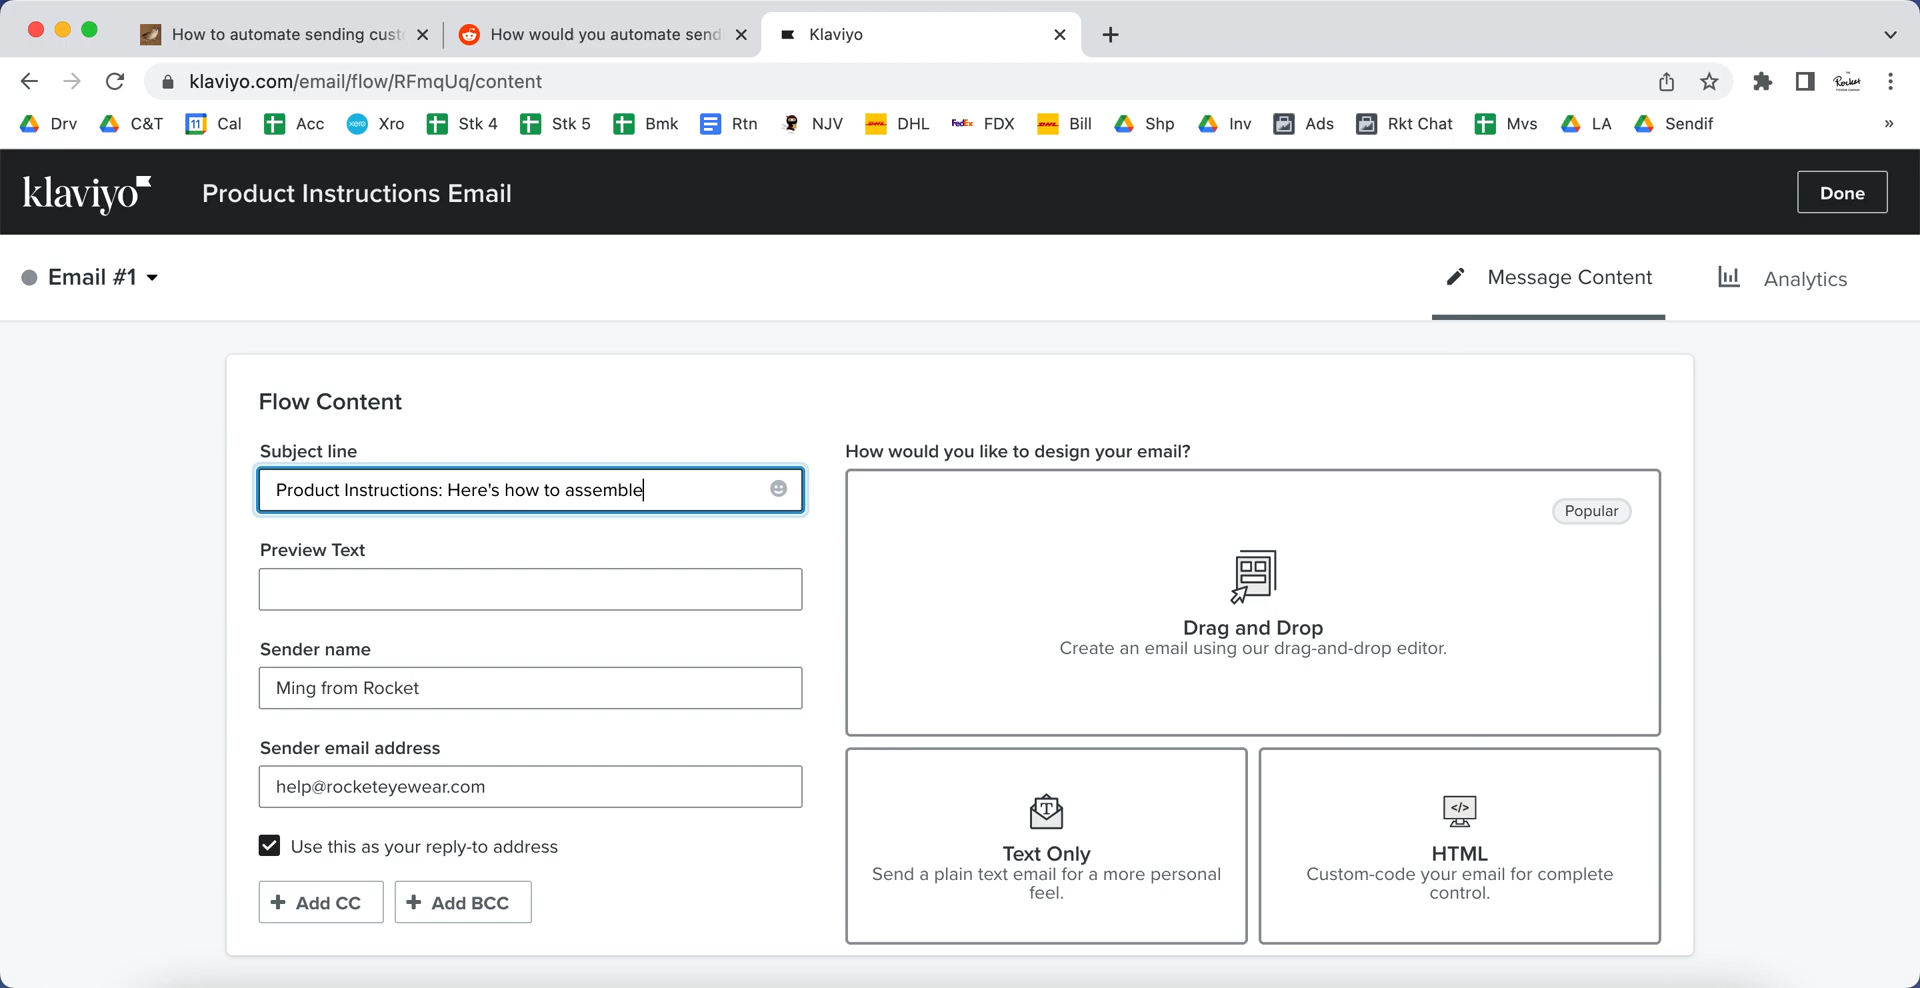 How to automate sending cust
How would you automate send
Klaviyo
klaviyo.com/email/flow/RFmqUq/content
Rocket
Drv
C&T
11
Cal
Acc
xero
Xro
Stk 4
Stk 5
Bmk
Rtn
NJV
DHL
FedEx
FDX
Bill
Shp
Inv
Ads
Rkt Chat
Mvs
LA
Sendif
»
klaviyo
Product Instructions Email
Done
Email #1
Message Content
Analytics
Flow Content
Subject line
Product Instructions: Here's how to assemble
Preview Text
Sender name
Ming from Rocket
Sender email address
help@rocketeyewear.com
Use this as your reply-to address
+ Add CC
+ Add BCC
How would you like to design your email?
Popular
Drag and Drop
Create an email using our drag-and-drop editor.
T
Text Only
Send a plain text email for a more personal
feel.
</>
HTML
Custom-code your email for complete
control.